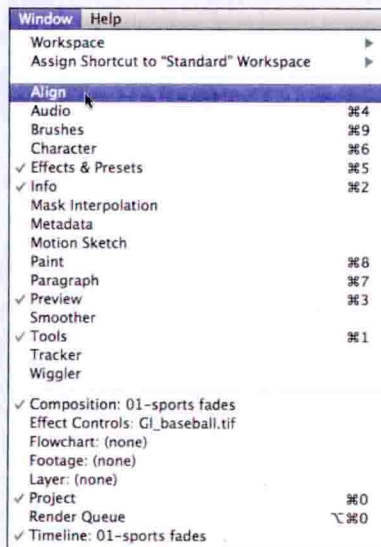 Window Help
Workspace
Assign Shortcut to "Standard" Workspace
Align
Audio ⌘4
Brushes ⌘9
Character ⌘6
✓ Effects & Presets ⌘5
✓ Info ⌘2
Mask Interpolation
Metadata
Motion Sketch
Paint ⌘8
Paragraph ⌘7
✓ Preview ⌘3
Smoother
✓ Tools ⌘1
Tracker
Wiggler
✓ Composition: 01-sports fades
Effect Controls: GI_baseball.tif
Flowchart: (none)
Footage: (none)
Layer: (none)
✓ Project ⌘0
Render Queue ⌥⌘0
✓ Timeline: 01-sports fades